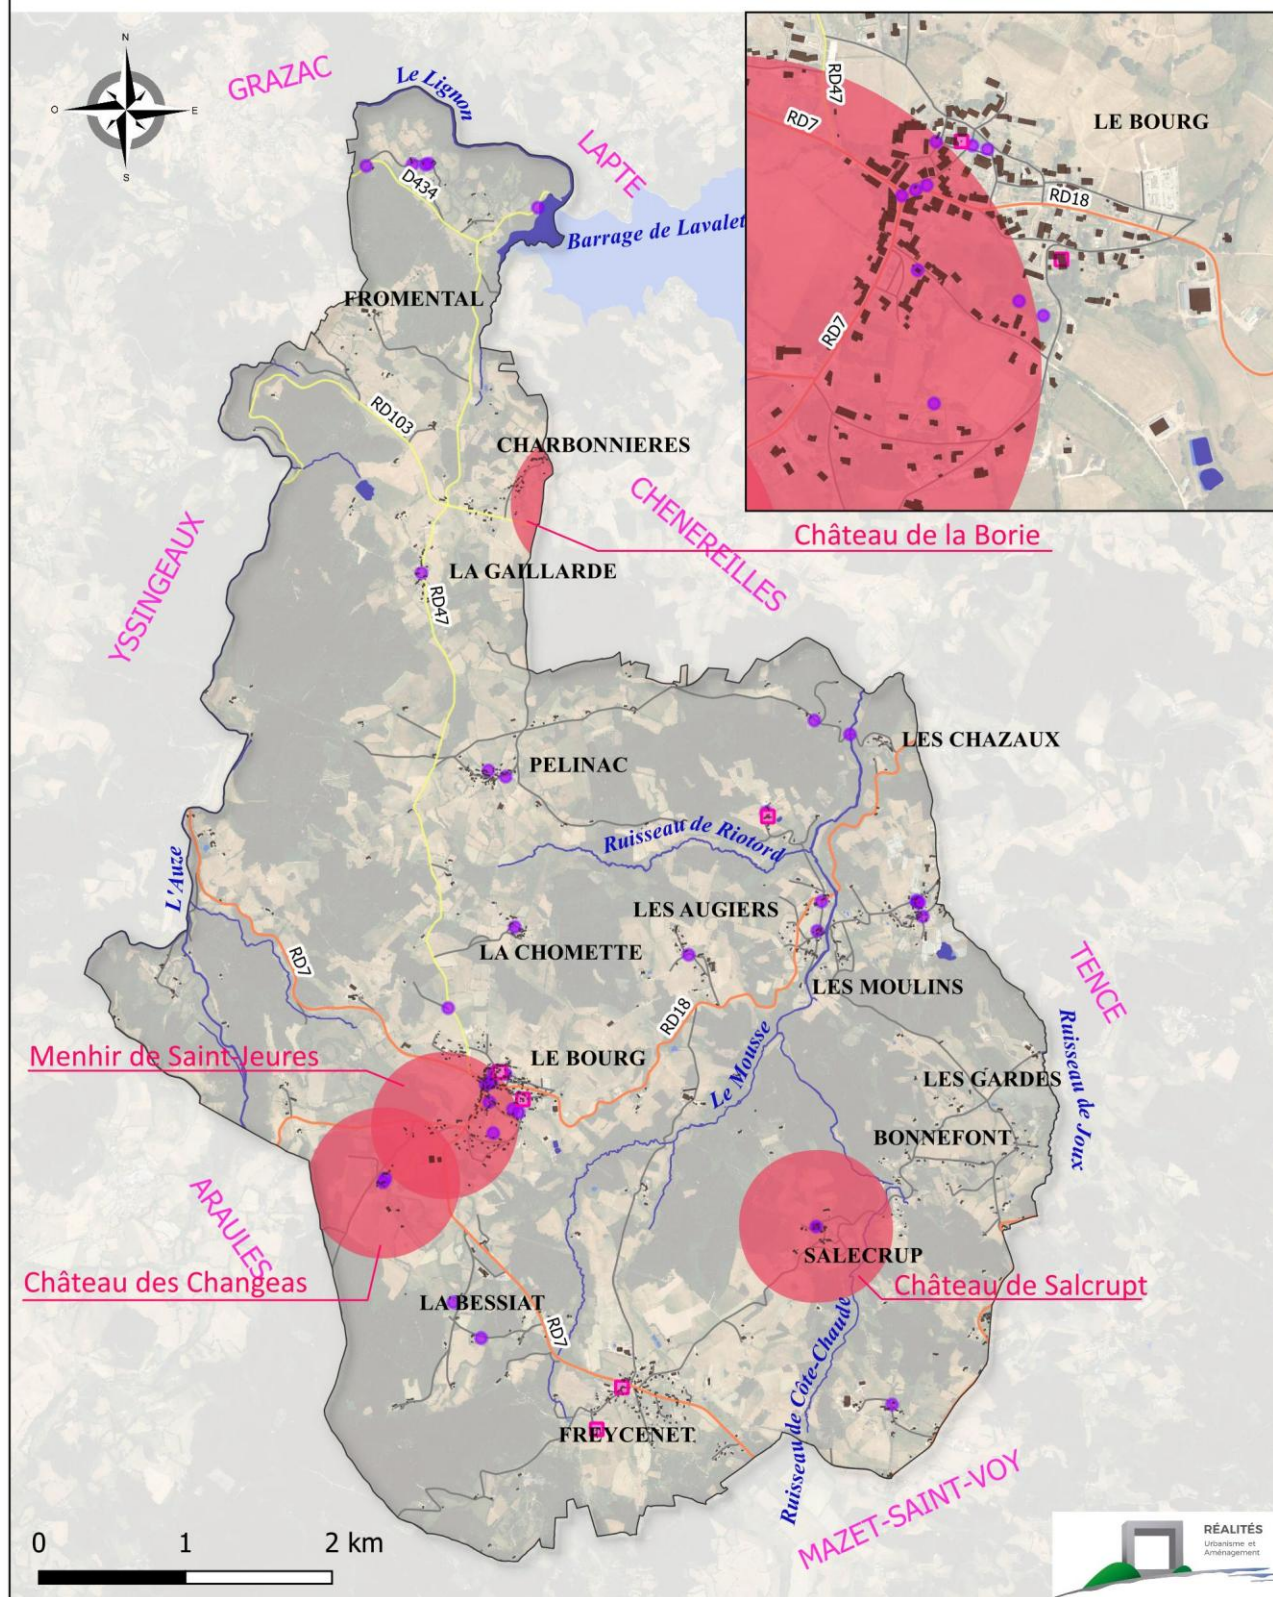 N
O
E
S
GRAZAC
Le Lignon
LAPTE
D434
Barrage de Lavalet
FROMENTAL
RD47
RD7
LE BOURG
RD18
RD7
RD103
CHARBONNIERES
CHENEREILLES
Château de la Borie
YSSINGEAUX
LA GAILLARDE
RD47
LES CHAZAUX
PELINAC
Ruisseau de Riotord
L'Auze
LES AUGIERS
LA CHOMETTE
RD7
LES MOULINS
TENCE
RD18
Menhir de Saint-Jeures
LE BOURG
Le Mousse
Ruisseau de Joux
LES GARDES
BONNEFONT
ARAULES
SALECRUP
Château des Changeas
Château de Salcrupt
LA BESSIAT
RD7
Ruisseau de Côte-Chaude
FREYCENET
MAZET-SAINT-VOY
0 1 2 km
RÉALITÉS
Urbanisme et
Aménagement